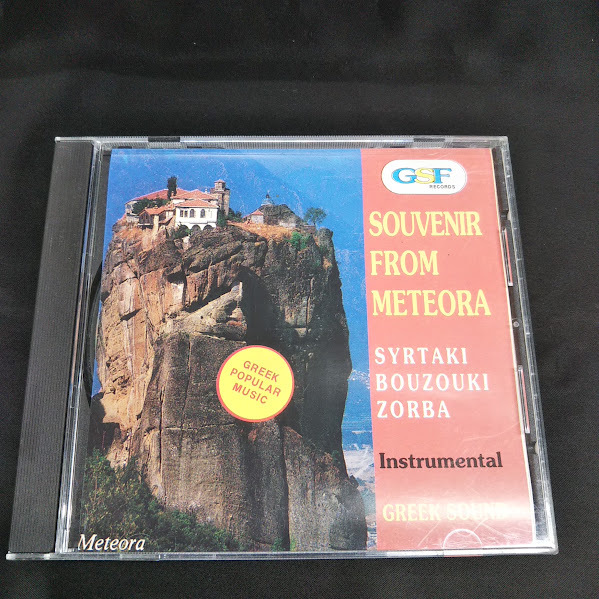 GSF
RECORDS
SOUVENIR
FROM
METEORA
SYRTAKI
BOUZOUKI
ZORBA
GREEK
POPULAR
MUSIC
Instrumental
GREEK SOUND
Meteora